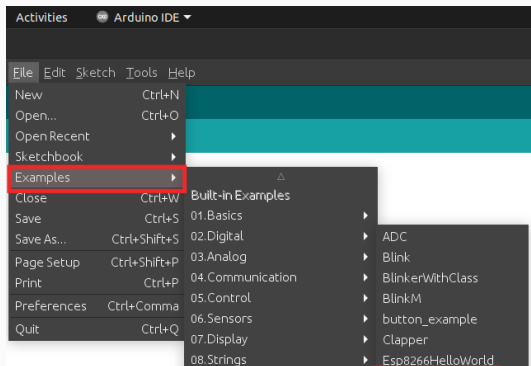 Activities Arduino IDE
File Edit Sketch Tools Help
New Ctrl+N
Open... Ctrl+O
Open Recent
Sketchbook
Examples
Close Ctrl+W
Save Ctrl+S
Save As... Ctrl+Shift+S
Page Setup Ctrl+Shift+P
Print Ctrl+P
Preferences Ctrl+Comma
Quit Ctrl+Q
Built-in Examples
01.Basics
02.Digital
03.Analog
04.Communication
05.Control
06.Sensors
07.Display
08.Strings
ADC
Blink
BlinkerWithClass
BlinkM
button_example
Clapper
Esp8266HelloWorld